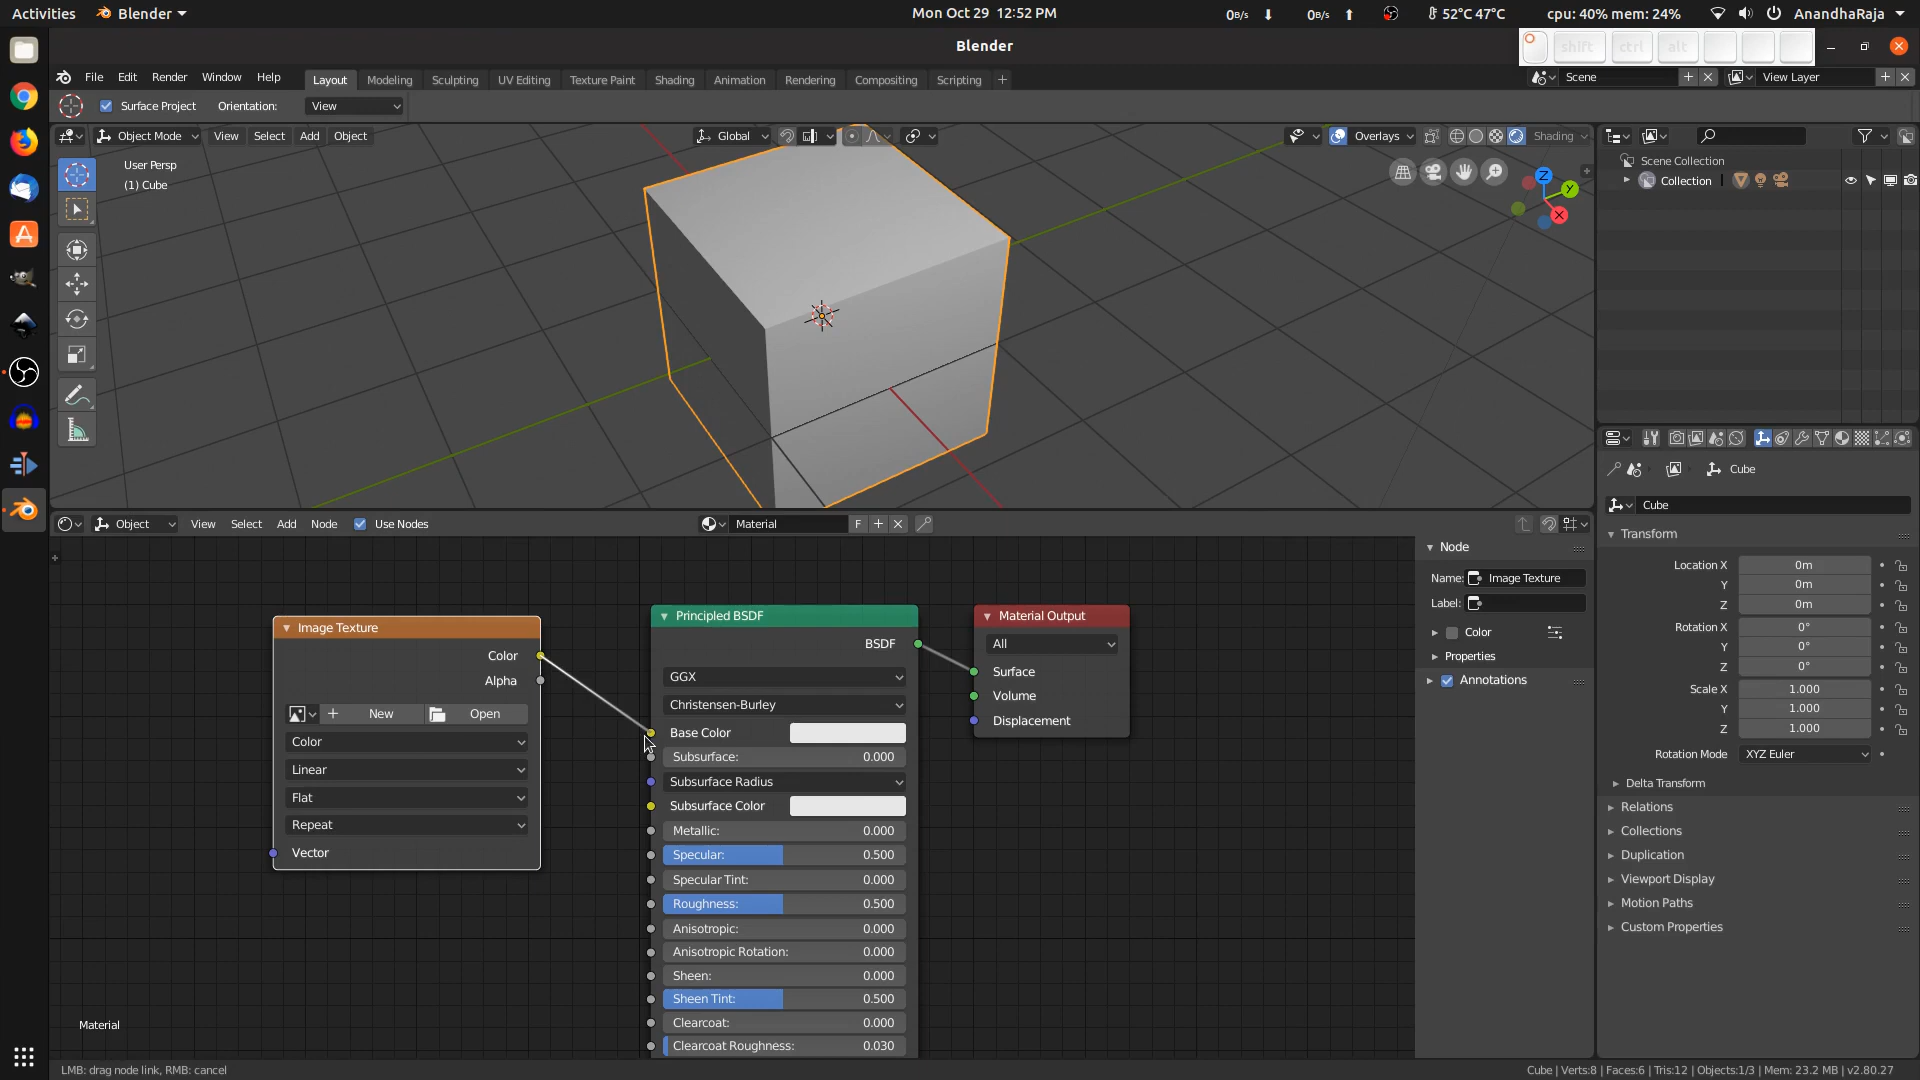 Activities Blender Mon Oct 29 12:52 PM 0B/s 0B/s 52°C 47°C cpu: 40% mem: 24% AnandhaRaja
Blender
shift ctrl alt
File Edit Render Window Help Layout Modeling Sculpting UV Editing Texture Paint Shading Animation Rendering Compositing Scripting + Scene View Layer
Surface Project Orientation: View
Object Mode View Select Add Object Global Overlays Shading
User Persp
(1) Cube
Z
Y
X
Scene Collection
Collection
Cube
Cube
Transform
Location X 0m
Y 0m
Z 0m
Rotation X 0°
Y 0°
Z 0°
Scale X 1.000
Y 1.000
Z 1.000
Rotation Mode XYZ Euler
Delta Transform
Relations
Collections
Duplication
Viewport Display
Motion Paths
Custom Properties
Object View Select Add Node Use Nodes Material F
Node
Name: Image Texture
Label:
Color
Properties
Annotations
Image Texture
Color
Alpha
New Open
Color
Linear
Flat
Repeat
Vector
Principled BSDF
BSDF
GGX
Christensen-Burley
Base Color
Subsurface: 0.000
Subsurface Radius
Subsurface Color
Metallic: 0.000
Specular: 0.500
Specular Tint: 0.000
Roughness: 0.500
Anisotropic: 0.000
Anisotropic Rotation: 0.000
Sheen: 0.000
Sheen Tint: 0.500
Clearcoat: 0.000
Clearcoat Roughness: 0.030
Material Output
All
Surface
Volume
Displacement
Material
LMB: drag node link, RMB: cancel
Cube | Verts:8 | Faces:6 | Tris:12 | Objects:1/3 | Mem: 23.2 MB | v2.80.27